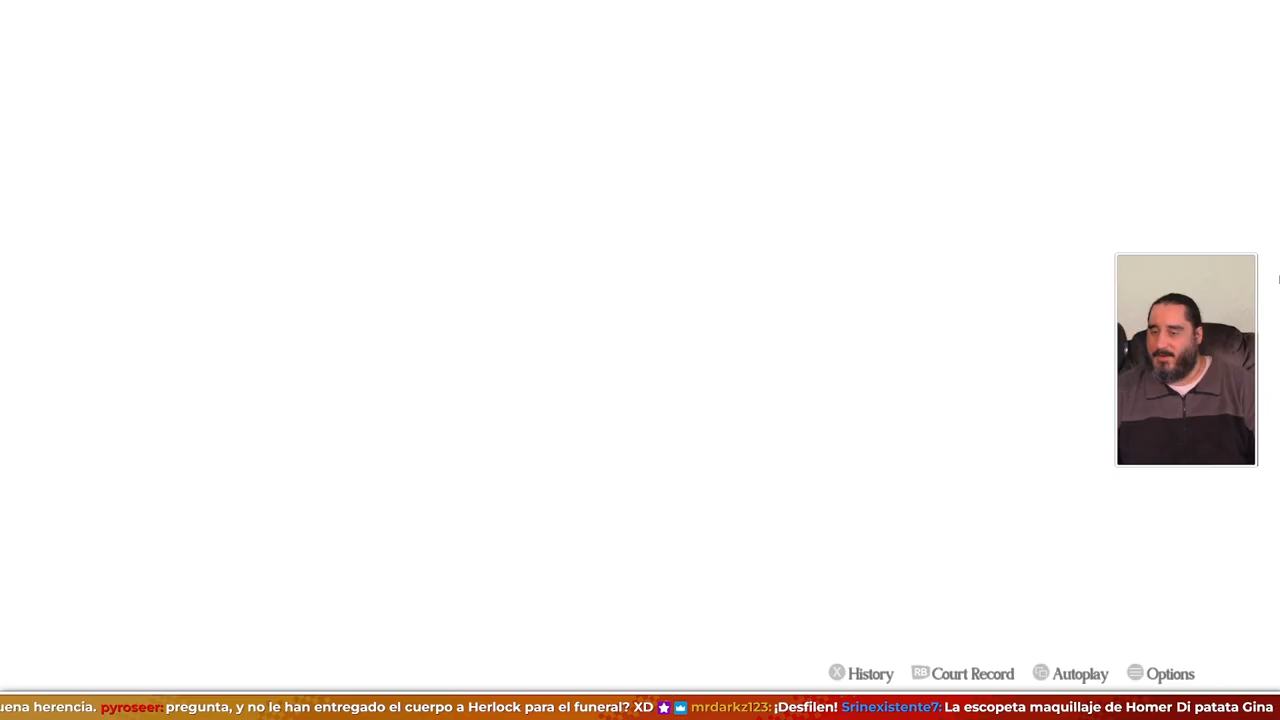 X History RB Court Record Autoplay Options
uena herencia. pyroseer: pregunta, y no le han entregado el cuerpo a Herlock para el funeral? XD mrdarkz123: ¡Desfilen! Srinexistente7: La escopeta maquillaje de Homer Di patata Gina